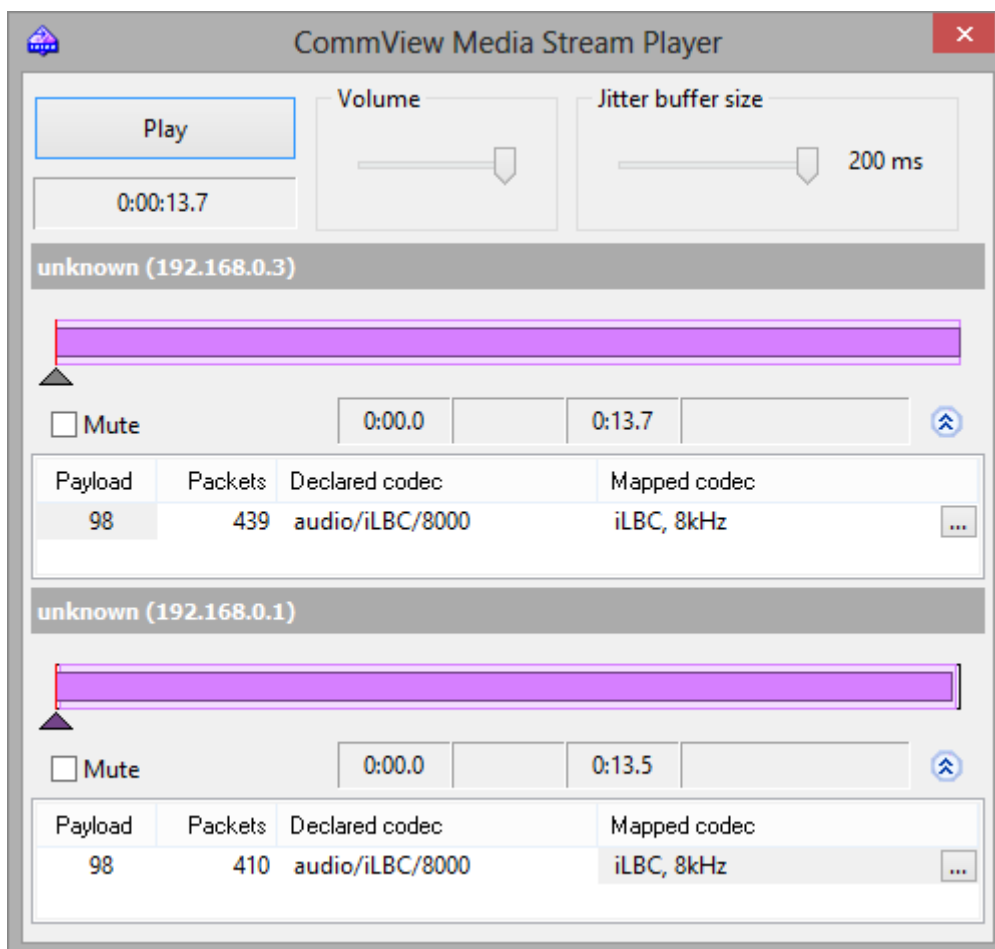 CommView Media Stream Player
Play
Volume
Jitter buffer size
200 ms
0:00:13.7
unknown (192.168.0.3)
Mute 0:00.0 0:13.7
Payload Packets Declared codec Mapped codec
98 439 audio/iLBC/8000 iLBC, 8kHz ...
unknown (192.168.0.1)
Mute 0:00.0 0:13.5
Payload Packets Declared codec Mapped codec
98 410 audio/iLBC/8000 iLBC, 8kHz ...